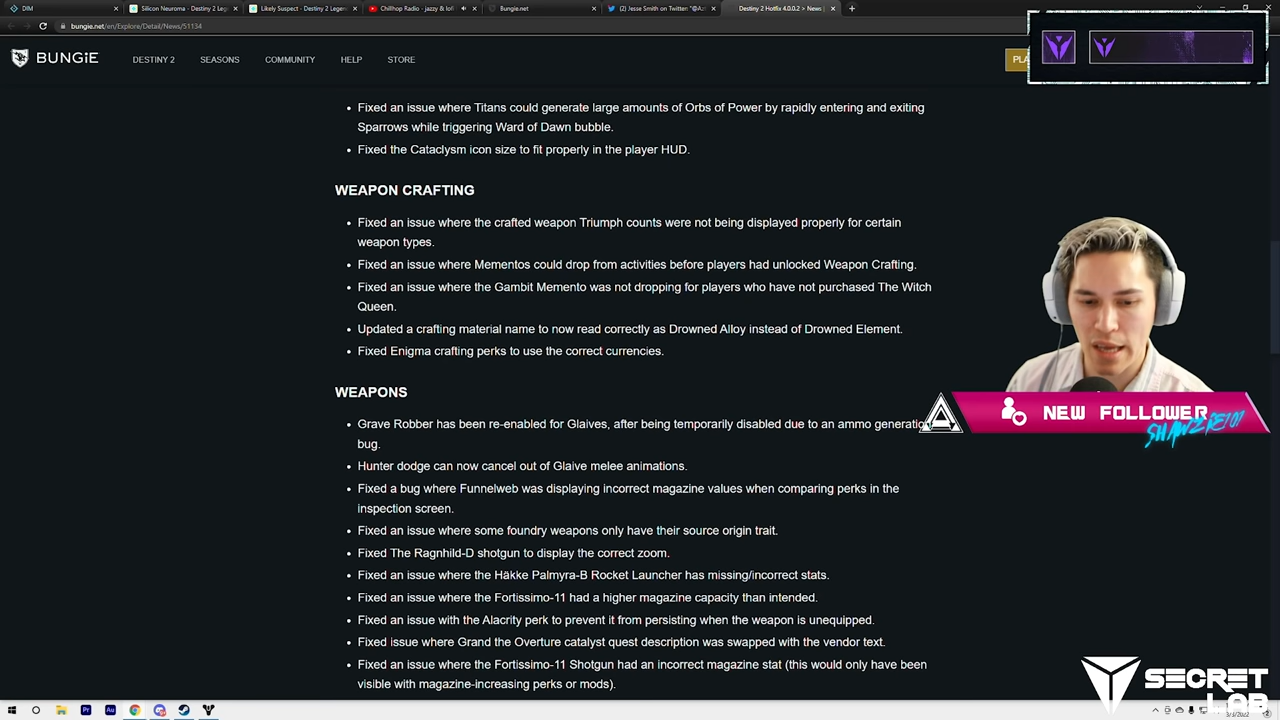 DIM
Silicon Neuroma - Destiny 2 Leg
Likely Suspect - Destiny 2 Legend
Chillhop Radio - jazzy & lofi
Bungie.net
(2) Jesse Smith on Twitter: "@A
Destiny 2 Hotfix 4.0.0.2 > News |
bungie.net/en/Explore/Detail/News/51134
BUNGiE
DESTINY 2
SEASONS
COMMUNITY
HELP
STORE
PLA
• Fixed an issue where Titans could generate large amounts of Orbs of Power by rapidly entering and exiting
Sparrows while triggering Ward of Dawn bubble.
• Fixed the Cataclysm icon size to fit properly in the player HUD.
WEAPON CRAFTING
• Fixed an issue where the crafted weapon Triumph counts were not being displayed properly for certain
weapon types.
• Fixed an issue where Mementos could drop from activities before players had unlocked Weapon Crafting.
• Fixed an issue where the Gambit Memento was not dropping for players who have not purchased The Witch
Queen.
• Updated a crafting material name to now read correctly as Drowned Alloy instead of Drowned Element.
• Fixed Enigma crafting perks to use the correct currencies.
WEAPONS
• Grave Robber has been re-enabled for Glaives, after being temporarily disabled due to an ammo generatio
bug.
• Hunter dodge can now cancel out of Glaive melee animations.
• Fixed a bug where Funnelweb was displaying incorrect magazine values when comparing perks in the
inspection screen.
• Fixed an issue where some foundry weapons only have their source origin trait.
• Fixed The Ragnhild-D shotgun to display the correct zoom.
• Fixed an issue where the Häkke Palmyra-B Rocket Launcher has missing/incorrect stats.
• Fixed an issue where the Fortissimo-11 had a higher magazine capacity than intended.
• Fixed an issue with the Alacrity perk to prevent it from persisting when the weapon is unequipped.
• Fixed issue where Grand the Overture catalyst quest description was swapped with the vendor text.
• Fixed an issue where the Fortissimo-11 Shotgun had an incorrect magazine stat (this would only have been
visible with magazine-increasing perks or mods).
NEW FOLLOWER
SHAWZRE101
SECRET
LAB
3/3/2022